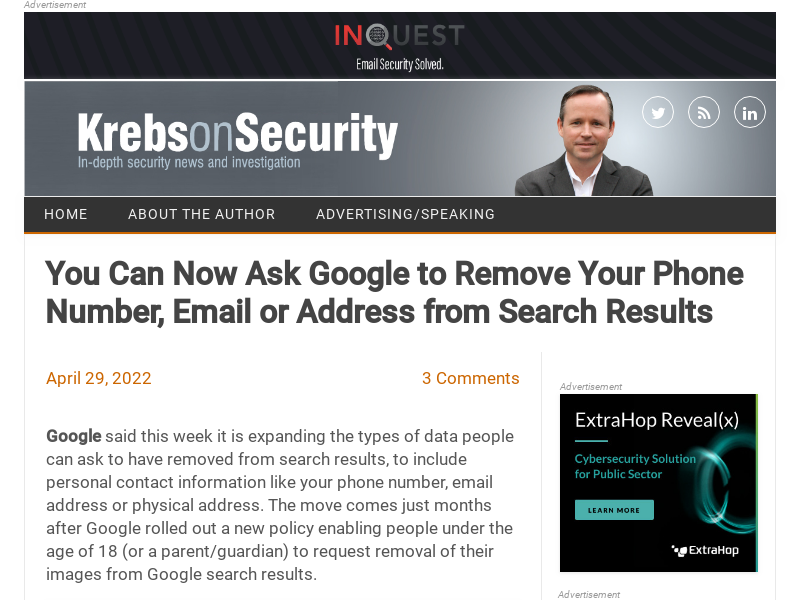 Advertisement
INQUEST
Email Security Solved.
KrebsonSecurity
In-depth security news and investigation
HOME ABOUT THE AUTHOR ADVERTISING/SPEAKING
You Can Now Ask Google to Remove Your Phone
Number, Email or Address from Search Results
April 29, 2022 3 Comments
Google said this week it is expanding the types of data people
can ask to have removed from search results, to include
personal contact information like your phone number, email
address or physical address. The move comes just months
after Google rolled out a new policy enabling people under the
age of 18 (or a parent/guardian) to request removal of their
images from Google search results.
Advertisement
ExtraHop Reveal(x)
Cybersecurity Solution
for Public Sector
LEARN MORE
ExtraHop
Advertisement